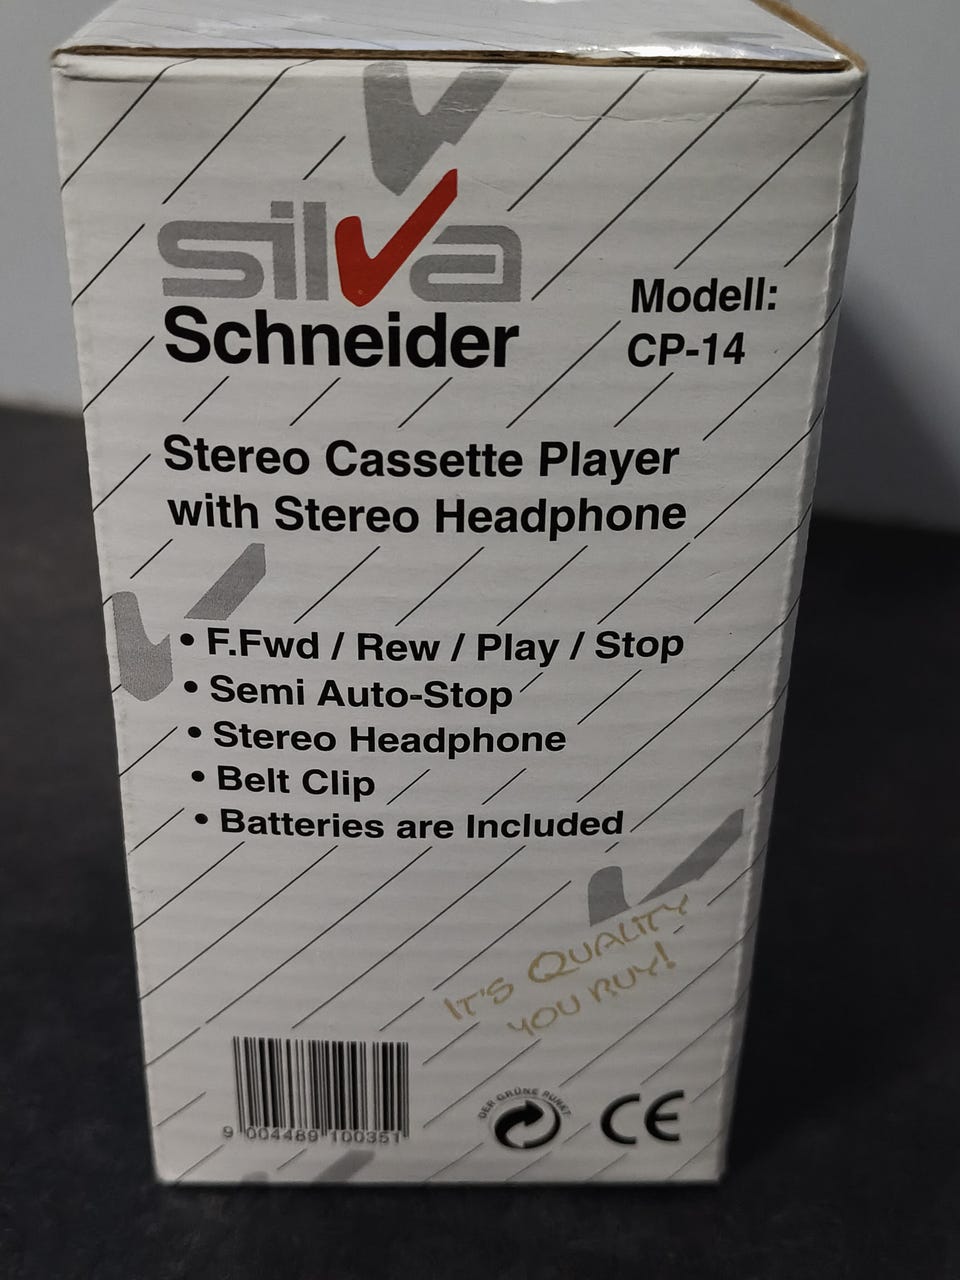 silva
Schneider
Modell:
CP-14
Stereo Cassette Player
with Stereo Headphone
• F.Fwd / Rew / Play / Stop
• Semi Auto-Stop
• Stereo Headphone
• Belt Clip
• Batteries are Included
IT'S QUALITY
YOU BUY!
9 004489 100351
DER GRÜNE PUNKT
CE